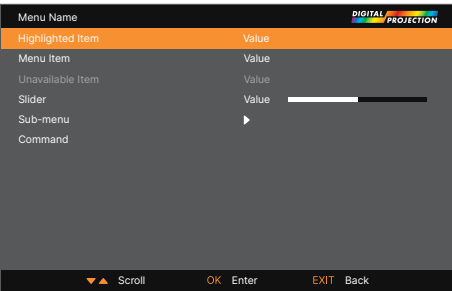 Menu Name
DIGITAL
PROJECTION
Highlighted Item Value
Menu Item Value
Unavailable Item Value
Slider Value
Sub-menu
Command
Scroll OK Enter EXIT Back